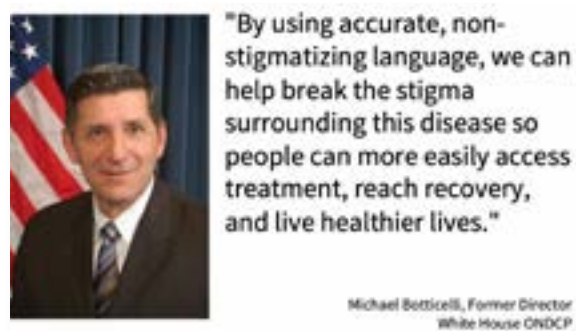 "By using accurate, non-
stigmatizing language, we can
help break the stigma
surrounding this disease so
people can more easily access
treatment, reach recovery,
and live healthier lives."
Michael Botticelli, Former Director
White House ONDCP